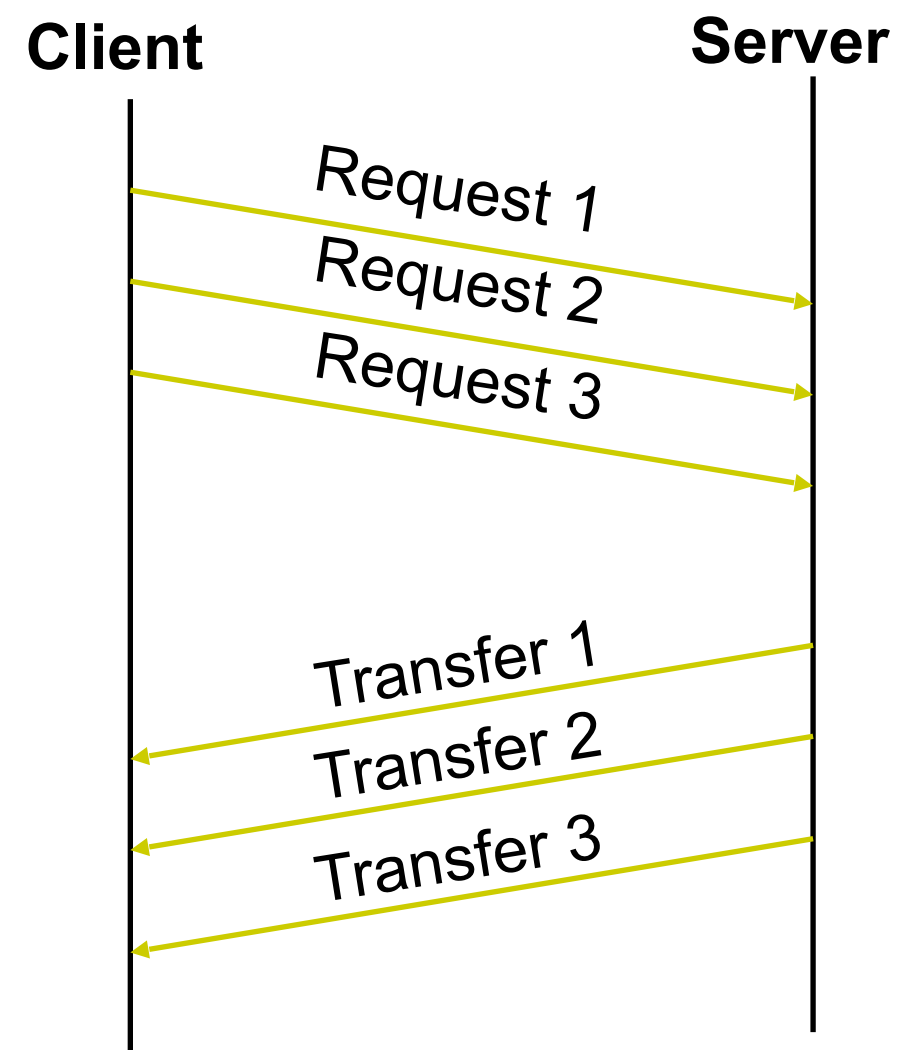 Client
Server
Request 1
Request 2
Request 3
Transfer 1
Transfer 2
Transfer 3